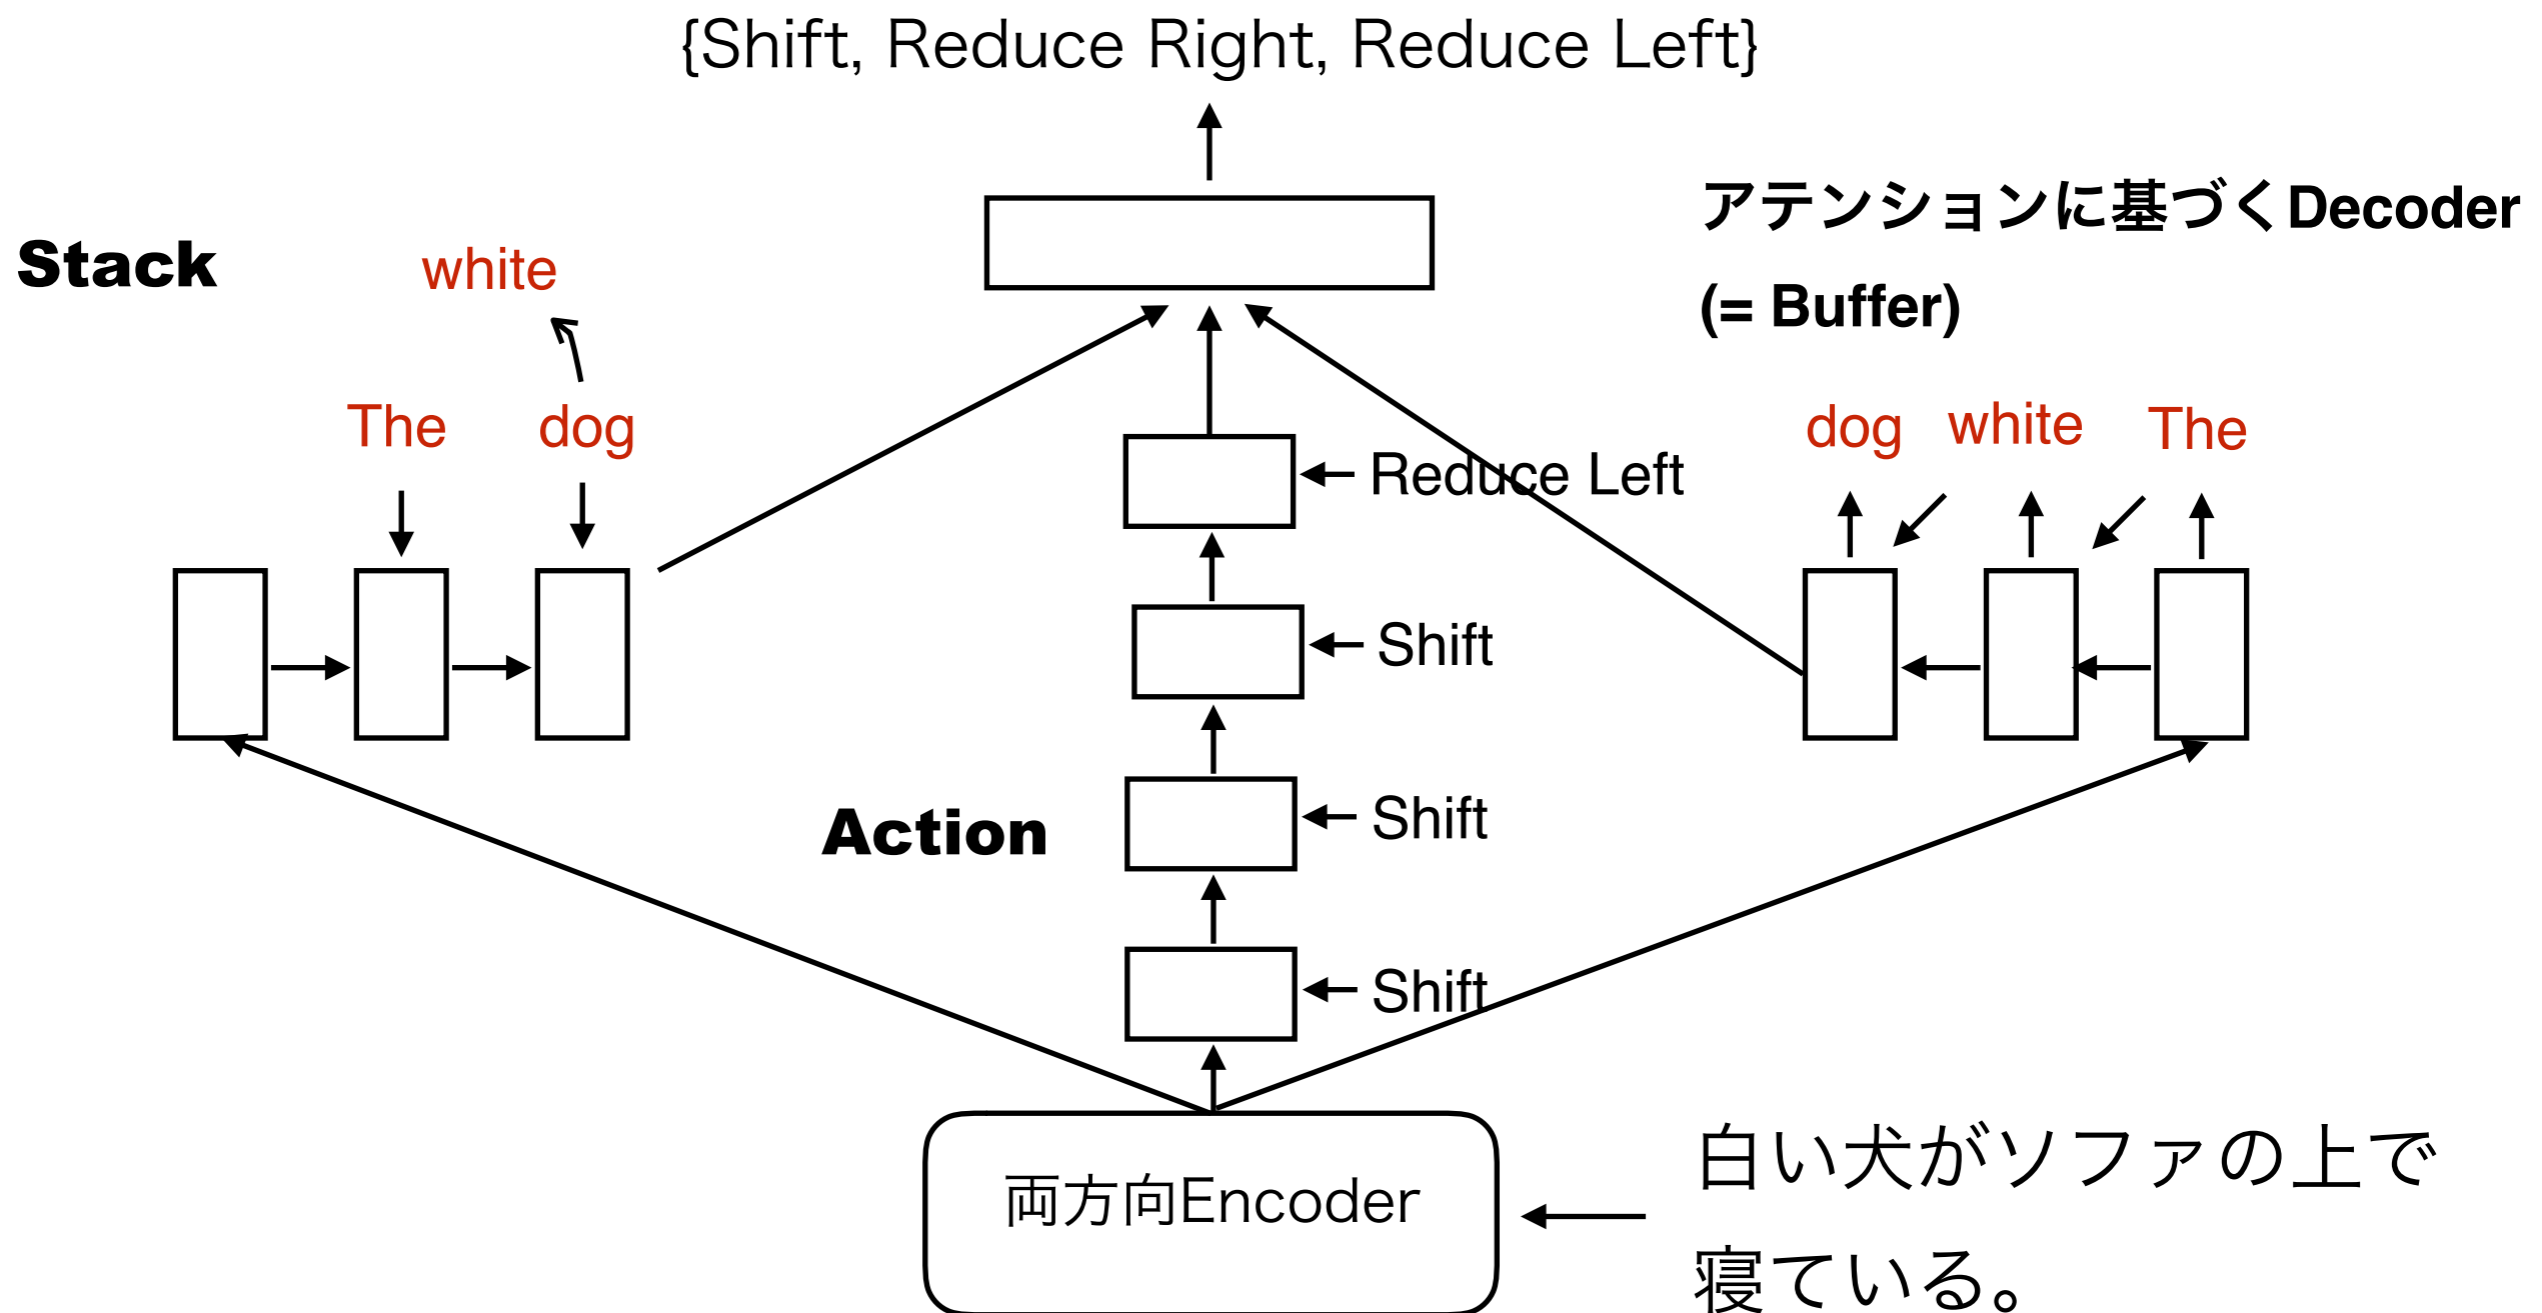 {Shift, Reduce Right, Reduce Left}
アテンションに基づくDecoder
(= Buffer)
Stack
white
The
dog
dog
white
The
Reduce Left
Shift
Action
Shift
Shift
両方向Encoder
白い犬がソファの上で
寝ている。